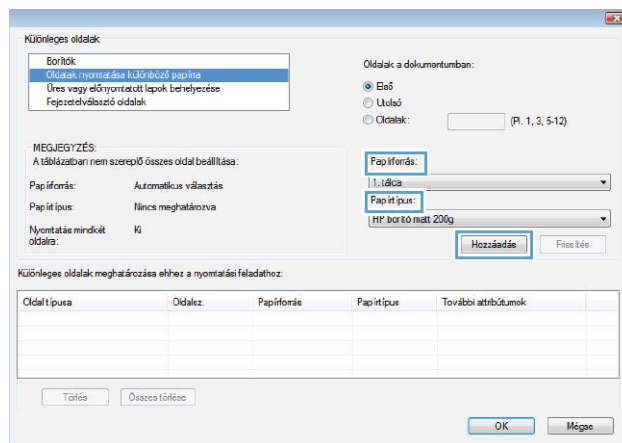 Különleges oldalak
Borítók
Oldalak nyomtatása különböző papírra
Üres vagy előnyomtatott lapok behelyezése
Fejezetelválasztó oldalak
Oldalak a dokumentumban:
Első
Utolsó
Oldalak:
(Pl. 1, 3, 5-12)
MEGJEGYZÉS:
A táblázatban nem szereplő összes oldal beállítása:
Papírforrás: Automatikus választás
Papírtípus: Nincs meghatározva
Nyomtatás mindkét oldalra: Ki
Papírforrás:
1. tálca
Papírtípus:
HP borító matt 200g
Hozzáadás
Frissítés
Különleges oldalak meghatározása ehhez a nyomtatási feladathoz:
Oldaltípusa Oldalsz. Papírforrás Papírtípus További attribútumok
Törlés Összes törlése
OK Mégse